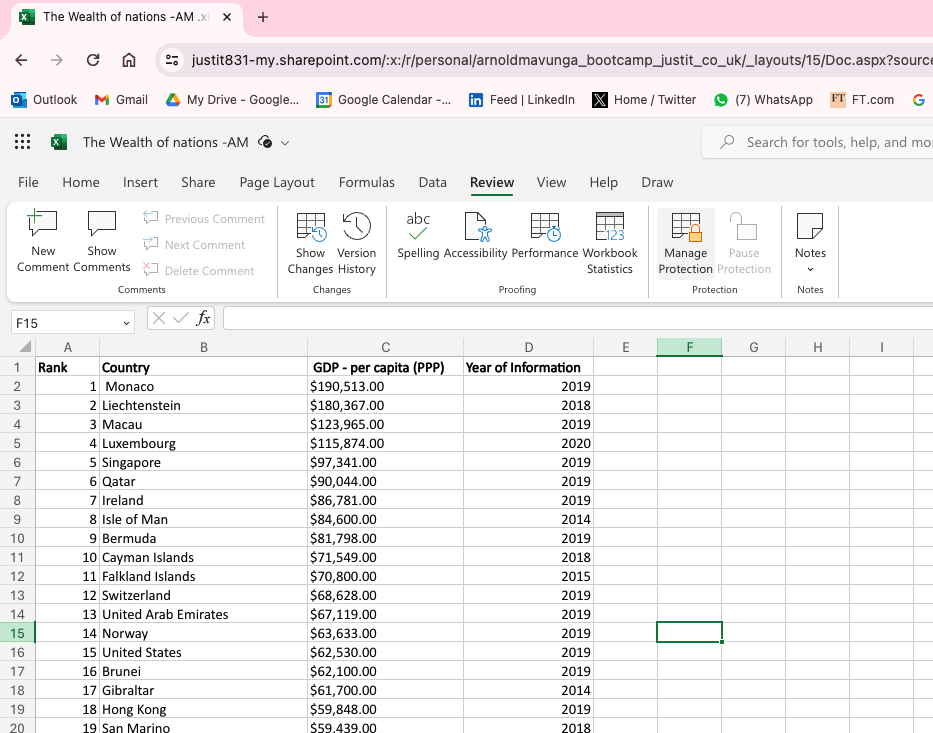 The Wealth of nations -AM .x
justit831-my.sharepoint.com/:x:/r/personal/arnoldmavunga_bootcamp_justit_co_uk/_layouts/15/Doc.aspx?source
Outlook Gmail My Drive - Google... 31 Google Calendar -... Feed | LinkedIn Home / Twitter (7) WhatsApp FT FT.com
The Wealth of nations -AM Search for tools, help, and mo
File Home Insert Share Page Layout Formulas Data Review View Help Draw
New Comment Show Comments Previous Comment Next Comment Delete Comment Show Changes Version History abc Spelling Accessibility Performance 123 Workbook Statistics Manage Protection Pause Protection Notes
Comments Changes Proofing Protection Notes
F15 fx
A B C D E F G H I
1 Rank Country GDP - per capita (PPP) Year of Information
2 1 Monaco $190,513.00 2019
3 2 Liechtenstein $180,367.00 2018
4 3 Macau $123,965.00 2019
5 4 Luxembourg $115,874.00 2020
6 5 Singapore $97,341.00 2019
7 6 Qatar $90,044.00 2019
8 7 Ireland $86,781.00 2019
9 8 Isle of Man $84,600.00 2014
10 9 Bermuda $81,798.00 2019
11 10 Cayman Islands $71,549.00 2018
12 11 Falkland Islands $70,800.00 2015
13 12 Switzerland $68,628.00 2019
14 13 United Arab Emirates $67,119.00 2019
15 14 Norway $63,633.00 2019
16 15 United States $62,530.00 2019
17 16 Brunei $62,100.00 2019
18 17 Gibraltar $61,700.00 2014
19 18 Hong Kong $59,848.00 2019
20 19 San Marino $59,439.00 2018